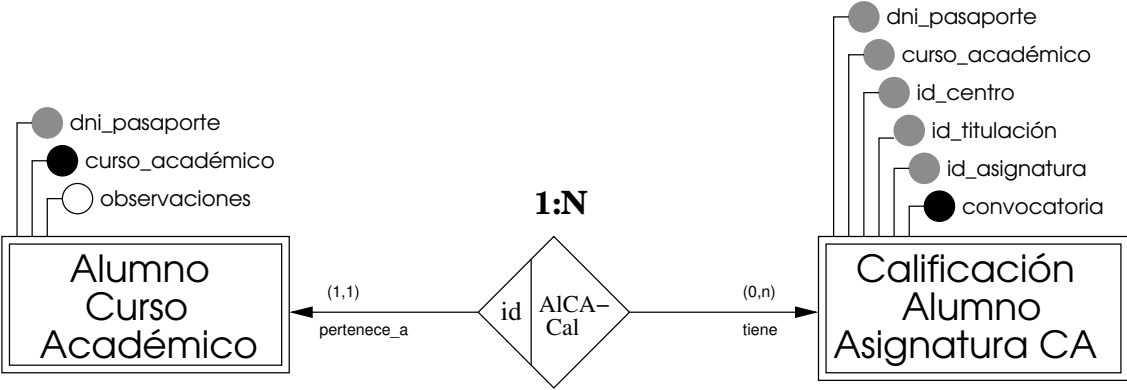 dni_pasaporte
curso_académico
observaciones
Alumno
Curso
Académico
(1,1)
pertenece_a
1:N
id
AlCA–
Cal
(0,n)
tiene
dni_pasaporte
curso_académico
id_centro
id_titulación
id_asignatura
convocatoria
Calificación
Alumno
Asignatura CA